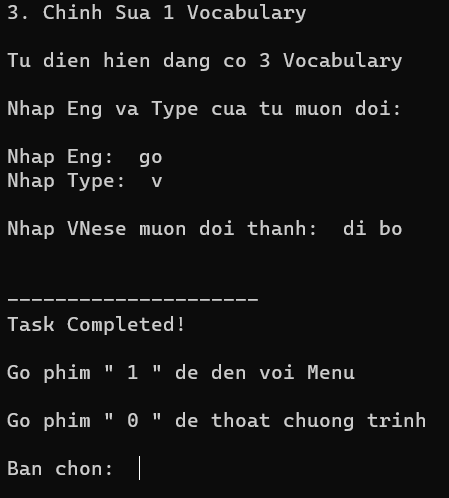 3. Chinh Sua 1 Vocabulary
Tu dien hien dang co 3 Vocabulary
Nhap Eng va Type cua tu muon doi:
Nhap Eng:  go
Nhap Type:  v
Nhap VNese muon doi thanh:  di bo
_____________________
Task Completed!
Go phim " 1 " de den voi Menu
Go phim " 0 " de thoat chuong trinh
Ban chon: